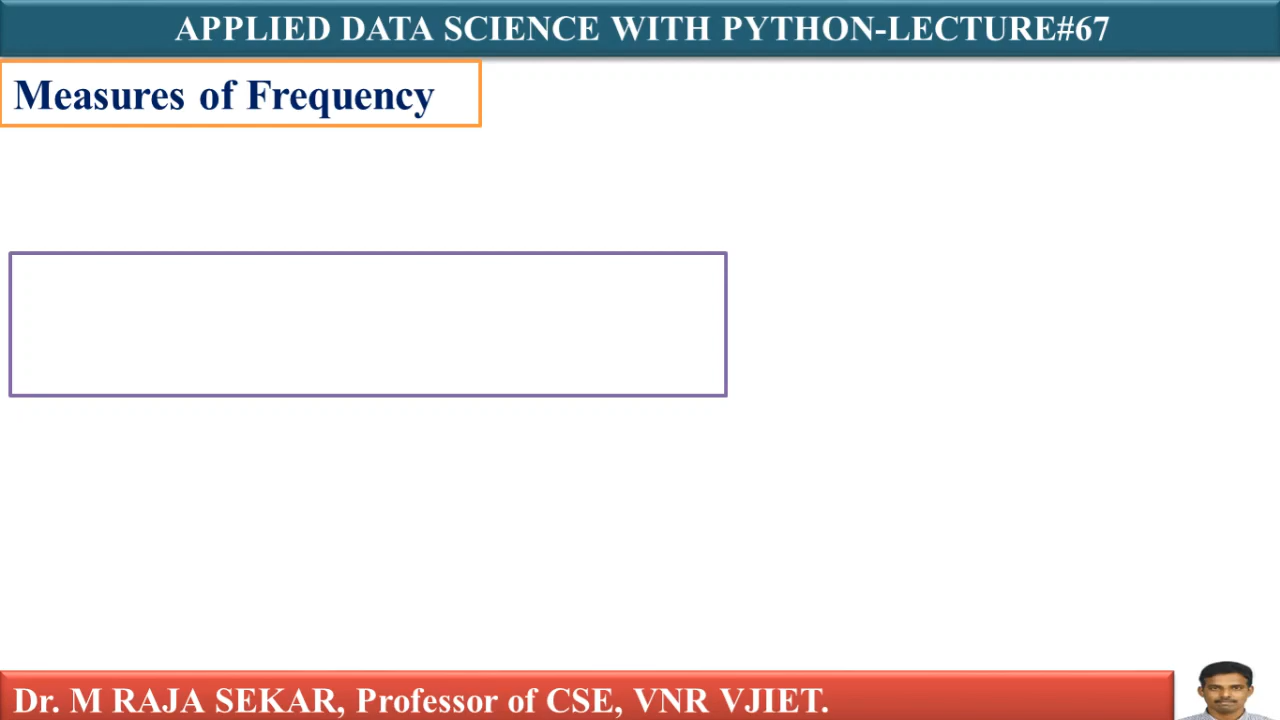 APPLIED DATA SCIENCE WITH PYTHON-LECTURE#67
Measures of Frequency
Dr. M RAJA SEKAR, Professor of CSE, VNR VJIET.